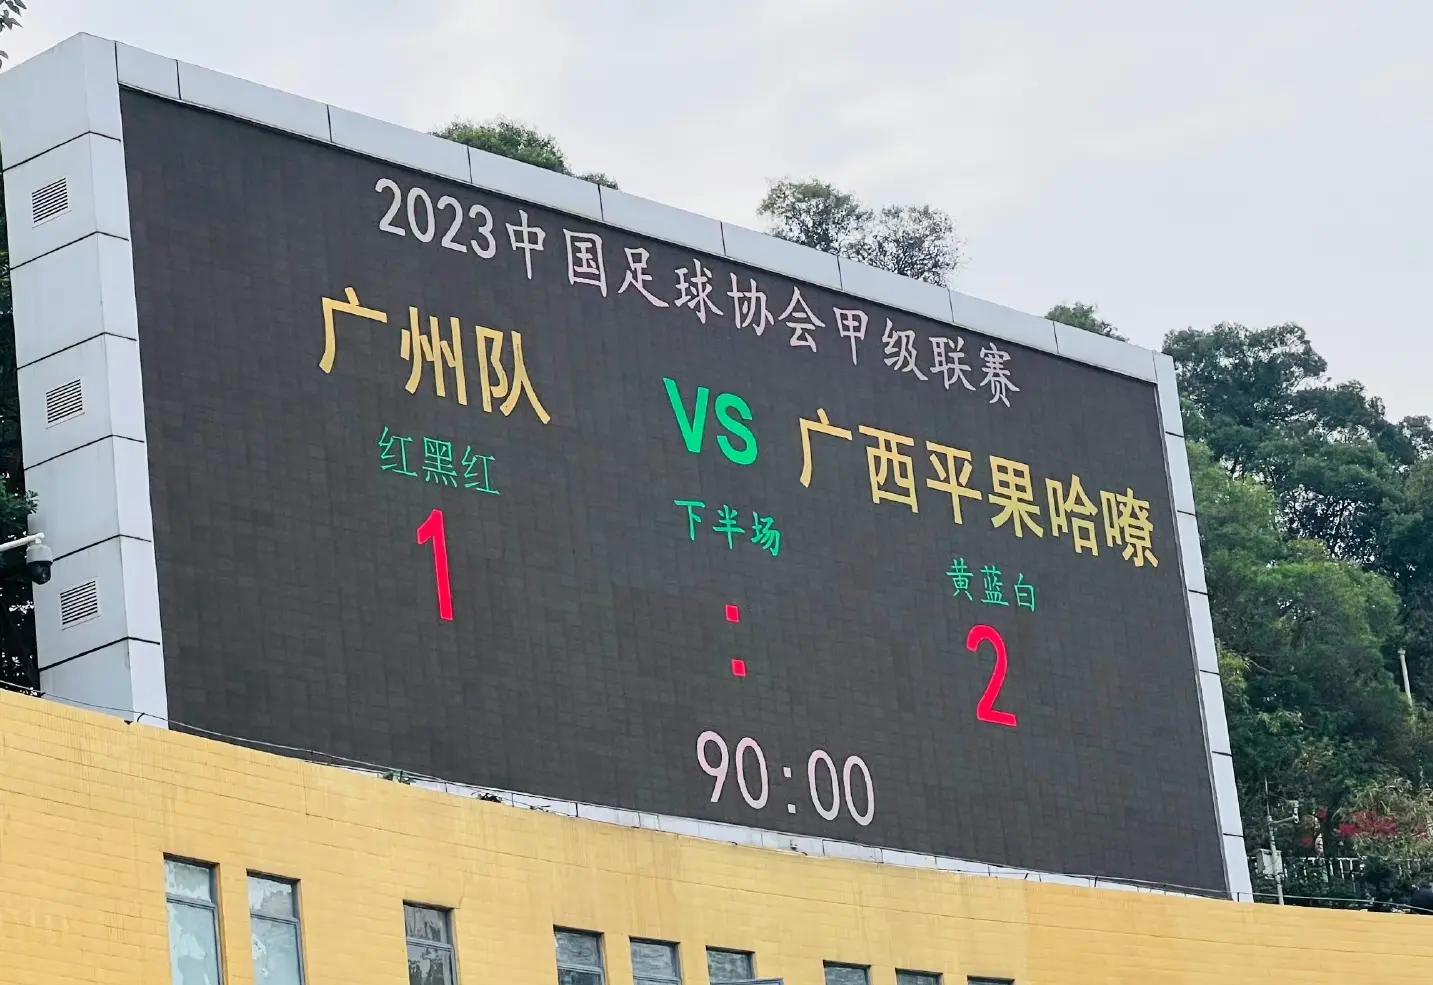 2023中国足球协会甲级联赛
广州队 VS 广西平果哈嘹
红黑红 下半场 黄蓝白
1 : 2
90:00